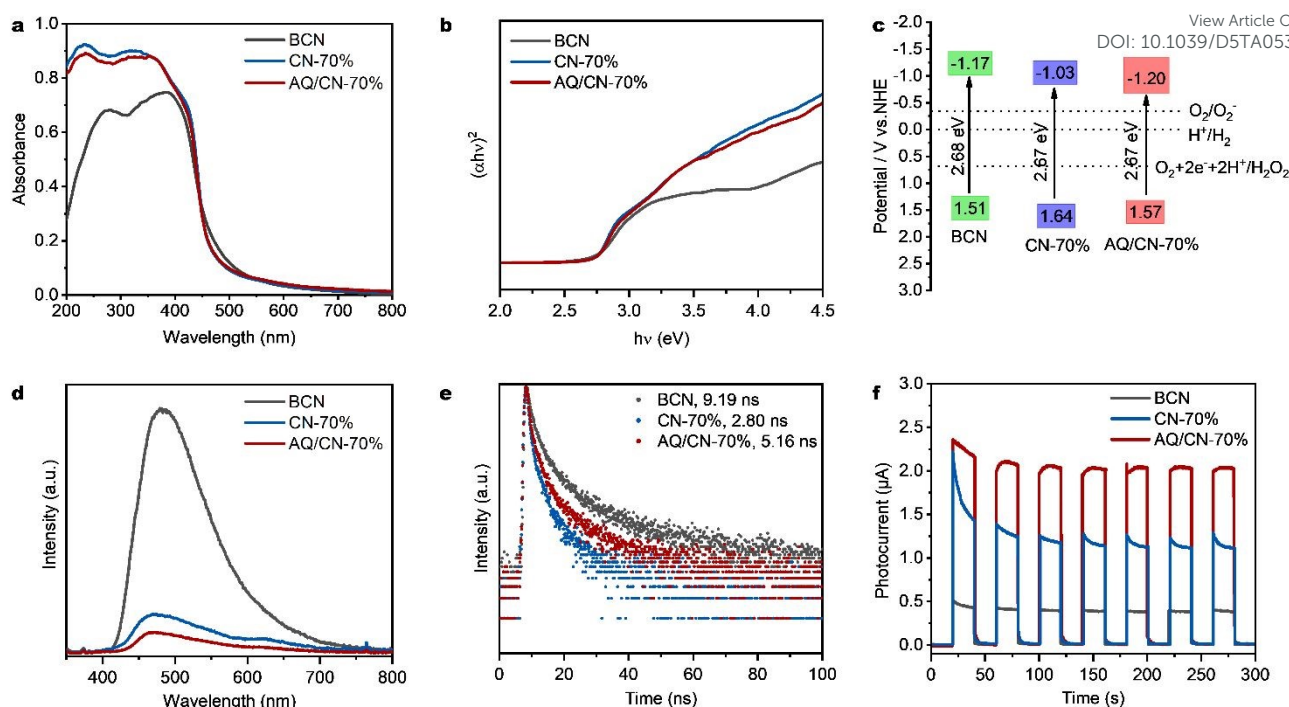 View Article O
DOI: 10.1039/D5TA053
a
1.0
0.8
0.6
0.4
0.2
0.0
Absorbance
BCN
CN-70%
AQ/CN-70%
200 300 400 500 600 700 800
Wavelength (nm)
b
(αhν)²
BCN
CN-70%
AQ/CN-70%
2.0 2.5 3.0 3.5 4.0 4.5
hν (eV)
c
-2.0
-1.5
-1.0
-0.5
0.0
0.5
1.0
1.5
2.0
2.5
3.0
Potential / V vs.NHE
-1.17
-1.03
-1.20
2.68 eV
2.67 eV
2.67 eV
O₂/O₂⁻
H⁺/H₂
O₂+2e⁻+2H⁺/H₂O₂
1.51
1.64
1.57
BCN
CN-70%
AQ/CN-70%
d
Intensity (a.u.)
BCN
CN-70%
AQ/CN-70%
400 500 600 700 800
Wavelength (nm)
e
Intensity (a.u.)
BCN, 9.19 ns
CN-70%, 2.80 ns
AQ/CN-70%, 5.16 ns
0 20 40 60 80 100
Time (ns)
f
3.0
2.5
2.0
1.5
1.0
0.5
0.0
Photocurrent (μA)
BCN
CN-70%
AQ/CN-70%
0 50 100 150 200 250 300
Time (s)